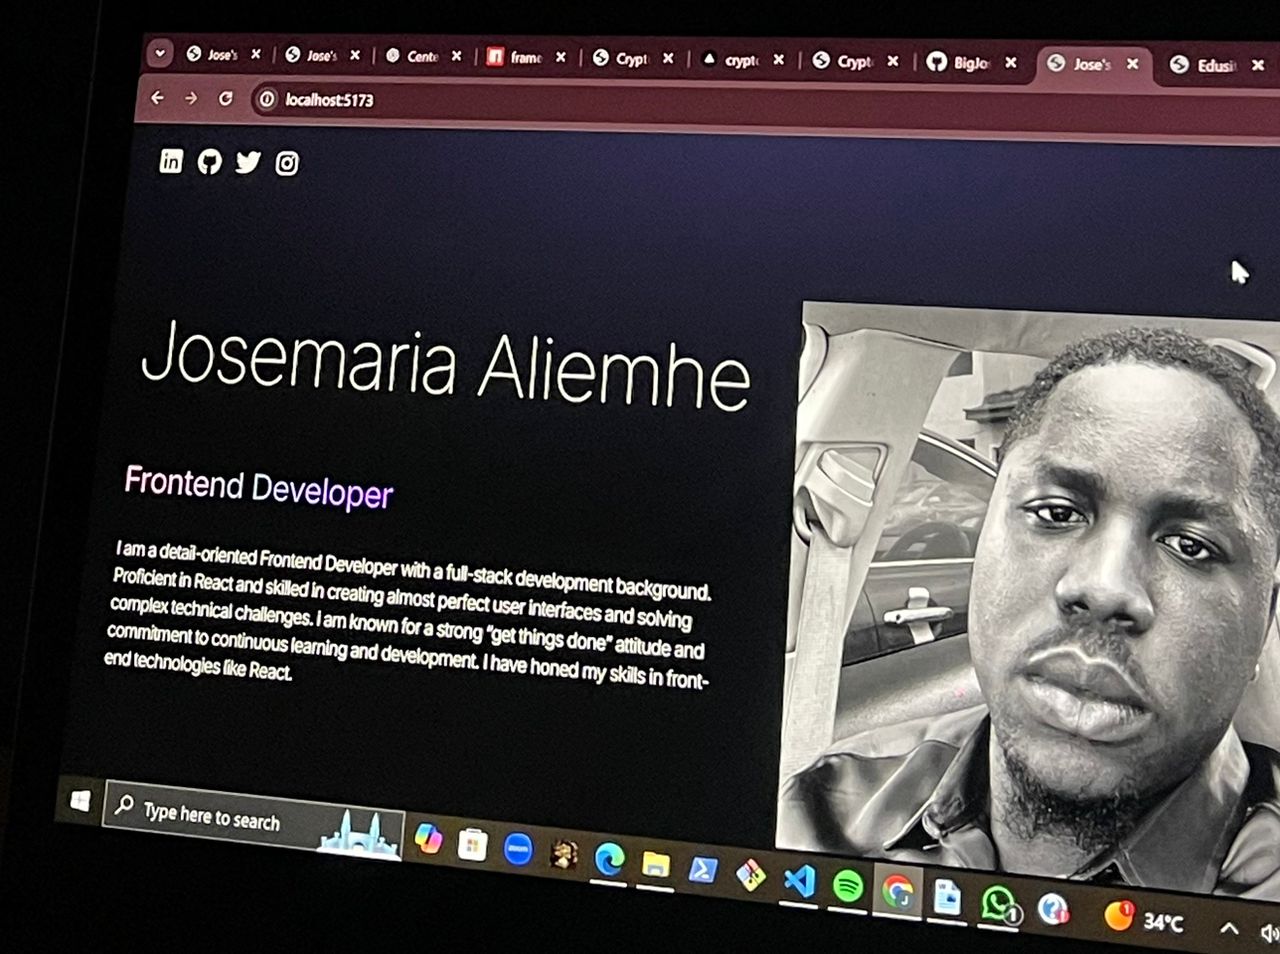 Jose's
Jose's
Cente
frame
Crypt
crypt
Crypt
BigJo
Jose's
Edusi
localhost:5173
in
Josemaria Aliemhe
Frontend Developer
I am a detail-oriented Frontend Developer with a full-stack development background.
Proficient in React and skilled in creating almost perfect user interfaces and solving
complex technical challenges. I am known for a strong "get things done" attitude and
commitment to continuous learning and development. I have honed my skills in front-
end technologies like React.
Type here to search
zoom
W
J
1
1
34°C